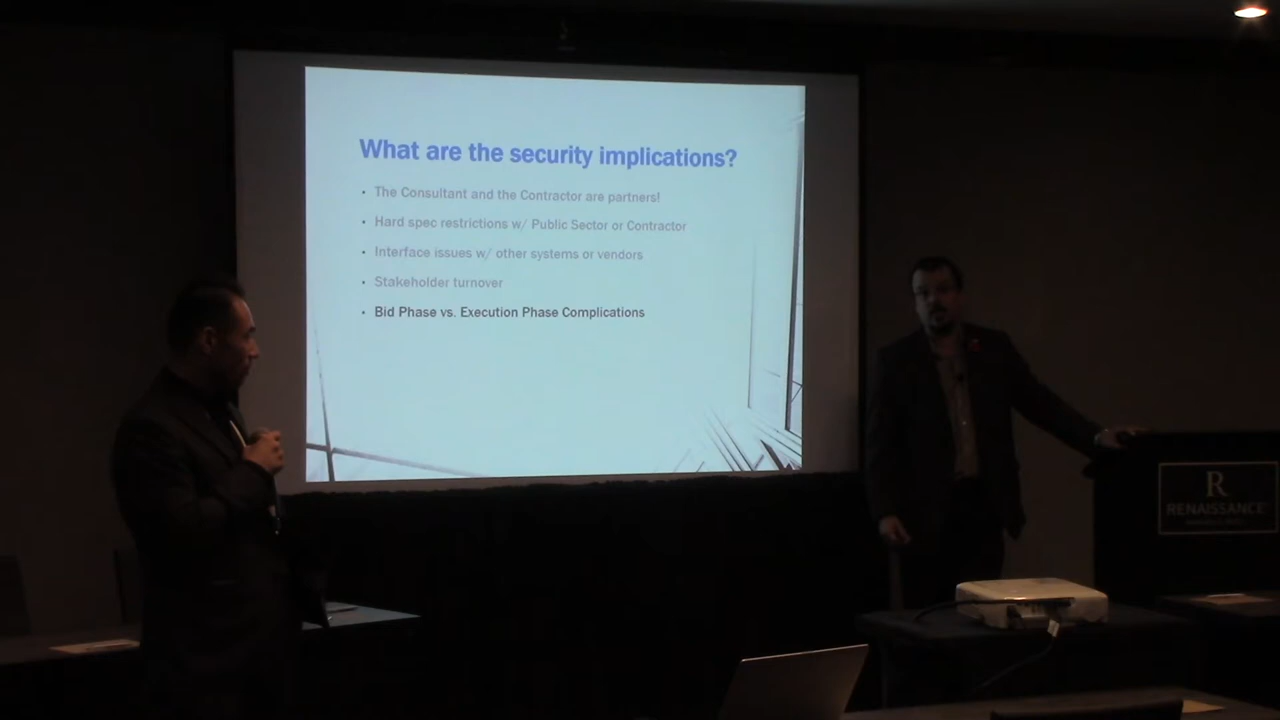 What are the security implications?
• The Consultant and the Contractor are partners!
• Hard spec restrictions w/ Public Sector or Contractor
• Interface issues w/ other systems or vendors
• Stakeholder turnover
• Bid Phase vs. Execution Phase Complications
R
RENAISSANCE